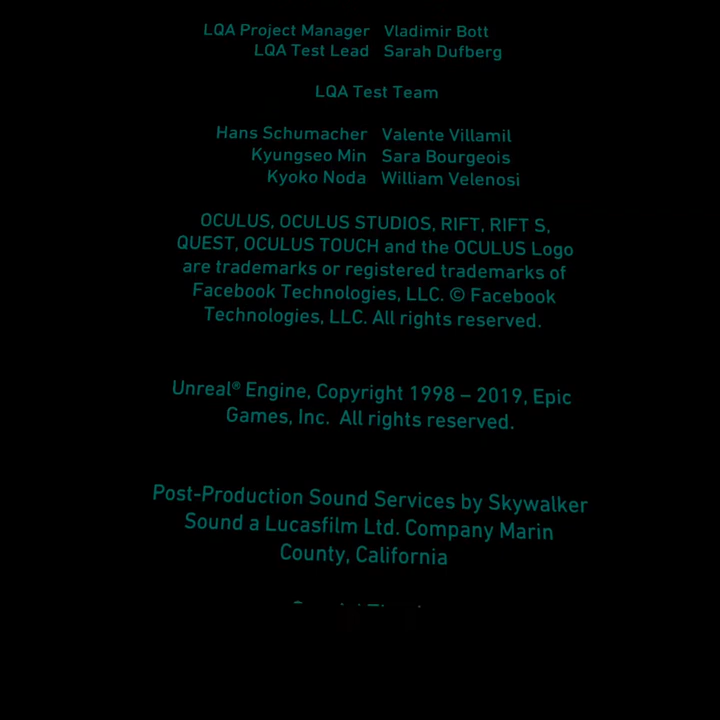 LQA Project Manager Vladimir Bott
LQA Test Lead Sarah Dufberg
LQA Test Team
Hans Schumacher Valente Villamil
Kyungseo Min Sara Bourgeois
Kyoko Noda William Velenosi
OCULUS, OCULUS STUDIOS, RIFT, RIFT S,
QUEST, OCULUS TOUCH and the OCULUS Logo
are trademarks or registered trademarks of
Facebook Technologies, LLC. © Facebook
Technologies, LLC. All rights reserved.
Unreal® Engine, Copyright 1998 – 2019, Epic
Games, Inc. All rights reserved.
Post-Production Sound Services by Skywalker
Sound a Lucasfilm Ltd. Company Marin
County, California